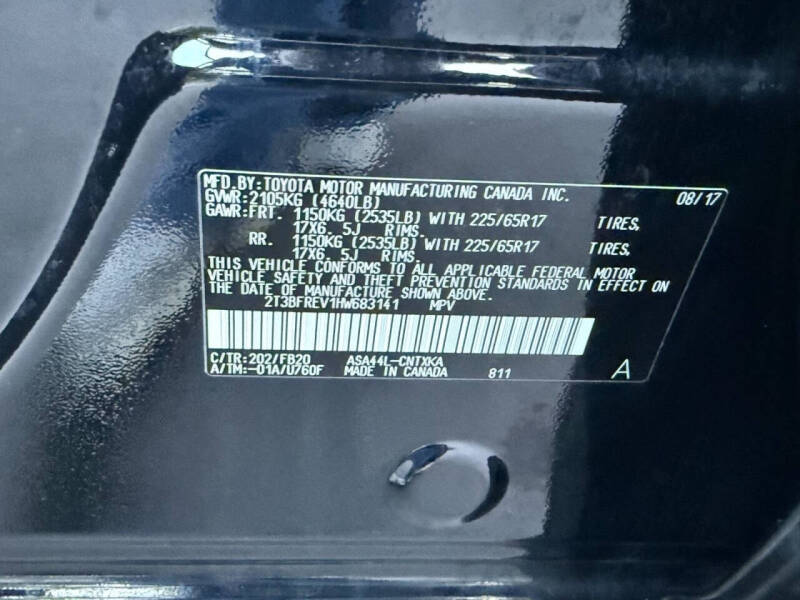 MFD.BY:TOYOTA MOTOR MANUFACTURING CANADA INC. 08/17
GVWR:2105KG (4640LB)
GAWR:FRT. 1150KG (2535LB) WITH 225/65R17 TIRES,
17X6. 5J RIMS.
RR. 1150KG (2535LB) WITH 225/65R17 TIRES,
17X6. 5J RIMS.
THIS VEHICLE CONFORMS TO ALL APPLICABLE FEDERAL MOTOR
VEHICLE SAFETY AND THEFT PREVENTION STANDARDS IN EFFECT ON
THE DATE OF MANUFACTURE SHOWN ABOVE.
2T3BFREV1HW683141 MPV
C/TR:202/FB20 ASA44L-CNTXKA
A/TM:-01A/U760F MADE IN CANADA 811 A